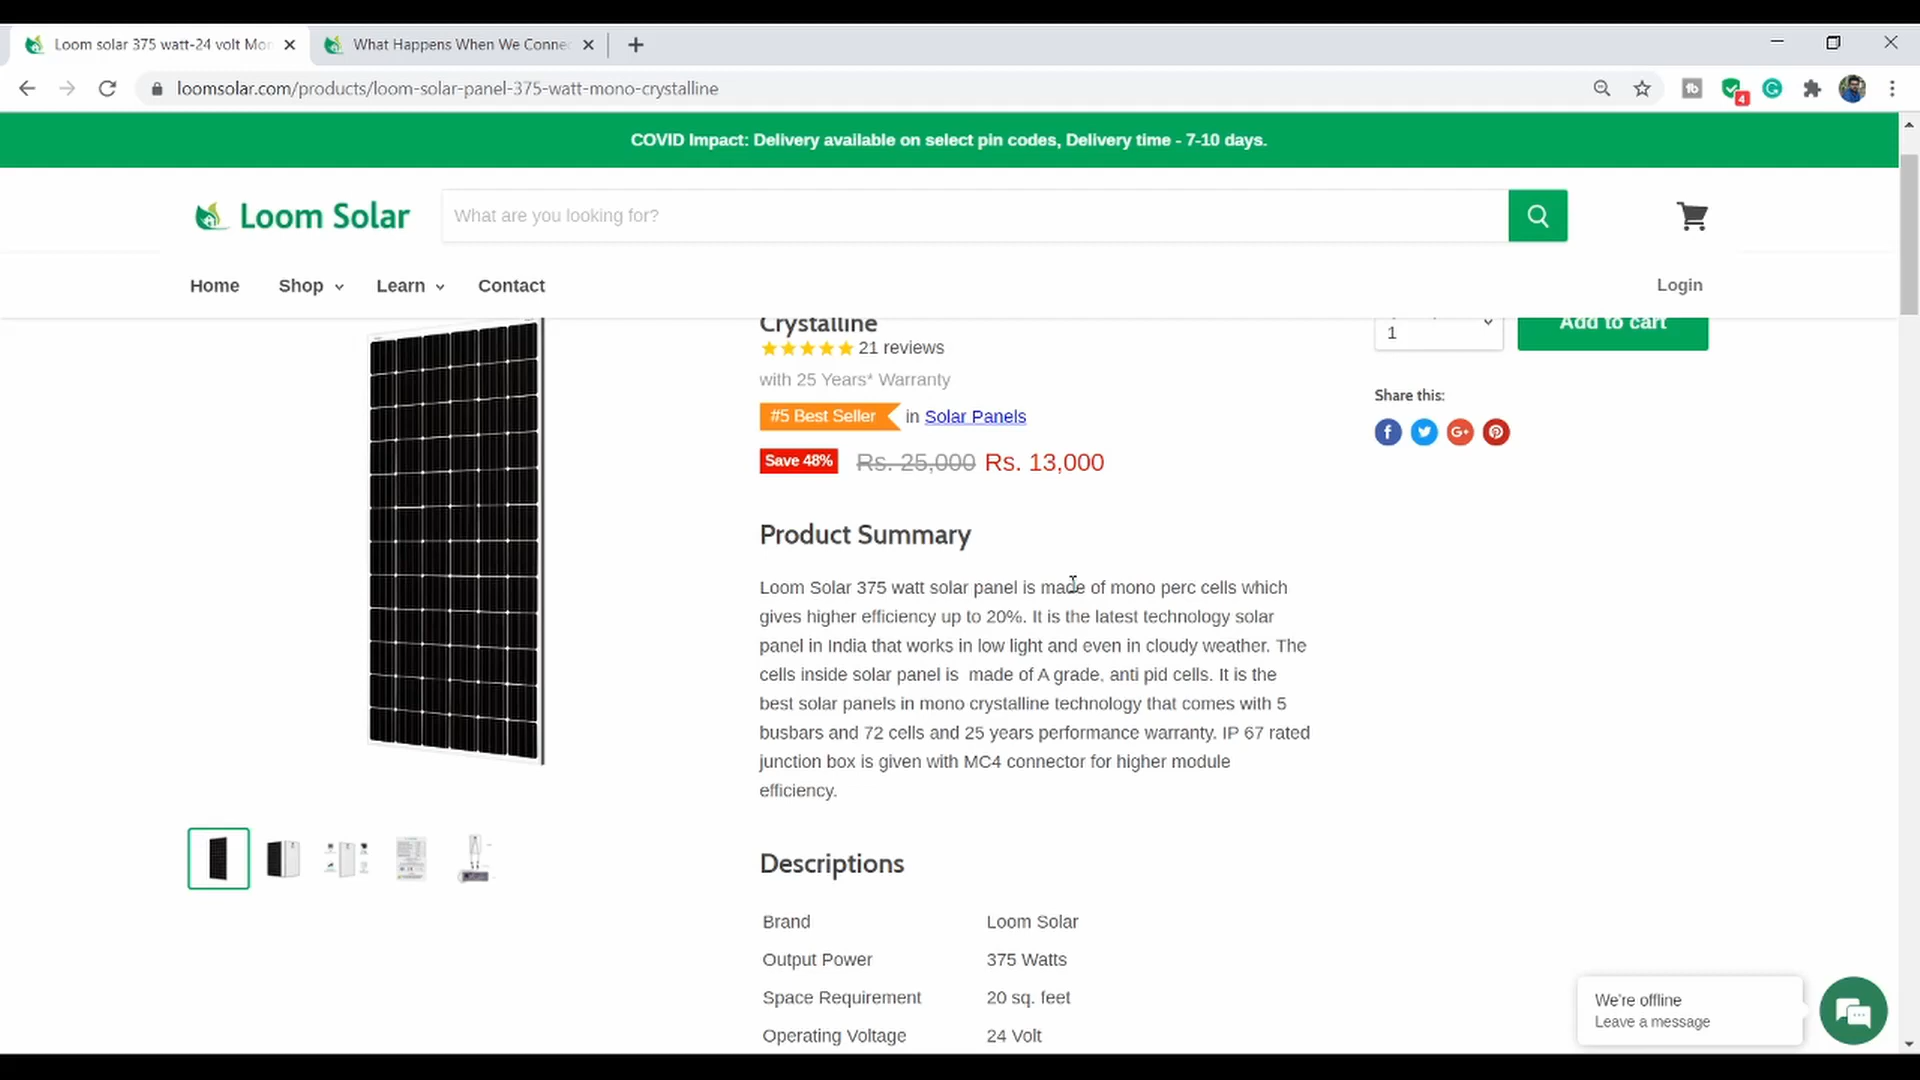 Loom solar 375 watt-24 volt Mon
What Happens When We Connec
loomsolar.com/products/loom-solar-panel-375-watt-mono-crystalline
4
COVID Impact: Delivery available on select pin codes, Delivery time - 7-10 days.
Loom Solar
What are you looking for?
Home
Shop
Learn
Contact
Login
Crystalline
1
Add to cart
21 reviews
with 25 Years* Warranty
Share this:
#5 Best Seller in Solar Panels
Save 48% Rs. 25,000 Rs. 13,000
Product Summary
Loom Solar 375 watt solar panel is made of mono perc cells which
gives higher efficiency up to 20%. It is the latest technology solar
panel in India that works in low light and even in cloudy weather. The
cells inside solar panel is  made of A grade, anti pid cells. It is the
best solar panels in mono crystalline technology that comes with 5
busbars and 72 cells and 25 years performance warranty. IP 67 rated
junction box is given with MC4 connector for higher module
efficiency.
Descriptions
Brand Loom Solar
Output Power 375 Watts
Space Requirement 20 sq. feet
Operating Voltage 24 Volt
We're offline
Leave a message